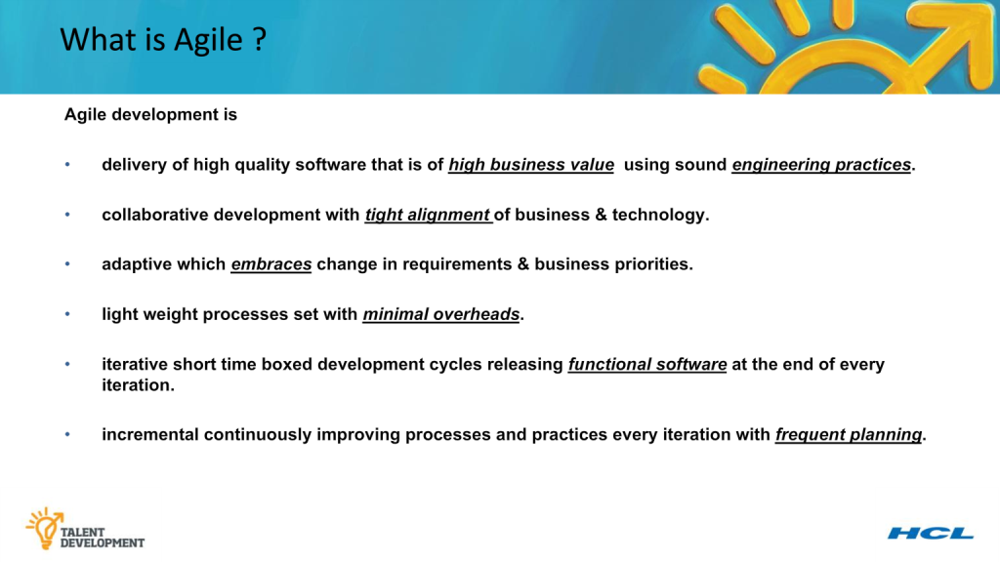 What is Agile ?
Agile development is
• delivery of high quality software that is of high business value using sound engineering practices.
• collaborative development with tight alignment of business & technology.
• adaptive which embraces change in requirements & business priorities.
• light weight processes set with minimal overheads.
• iterative short time boxed development cycles releasing functional software at the end of every
iteration.
• incremental continuously improving processes and practices every iteration with frequent planning.
TALENT
DEVELOPMENT
HCL